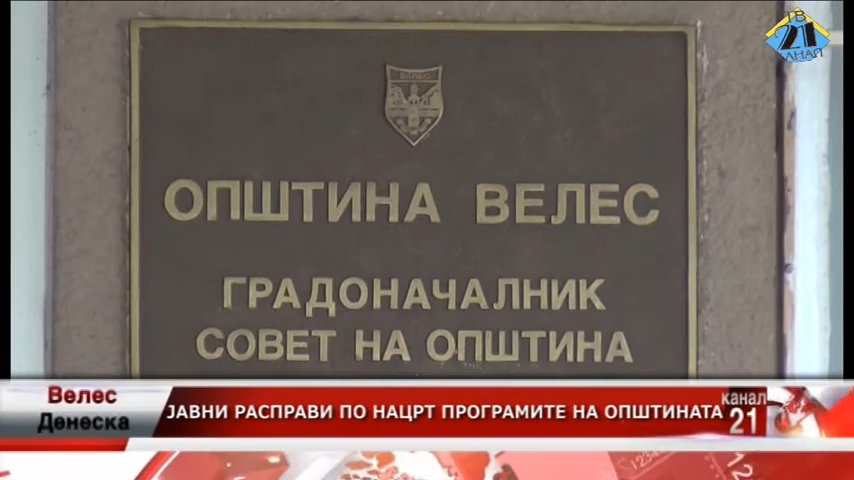 ТВ
21
КАНАЛ
ВЕЛЕС
ОПШТИНА ВЕЛЕС
ГРАДОНАЧАЛНИК
СОВЕТ НА ОПШТИНА
Велес
Денеска
ЈАВНИ РАСПРАВИ ПО НАЦРТ ПРОГРАМИТЕ НА ОПШТИНАТА
канал
21